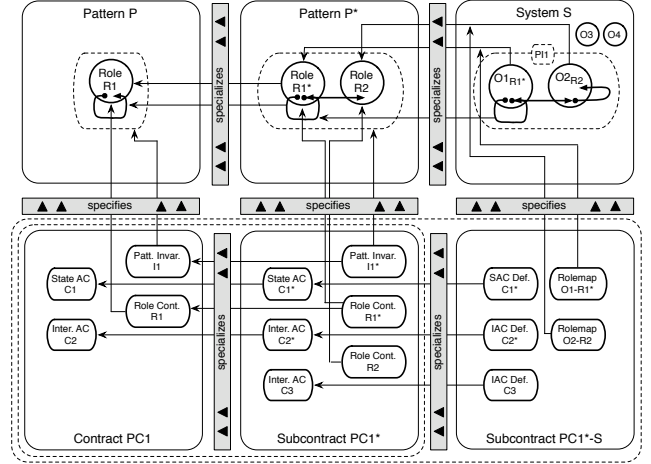 Pattern P
Pattern P*
System S
O3
O4
PI1
Role
R1
Role
R1*
Role
R2
O1R1*
O2R2
specializes
specializes
specifies
specifies
specifies
Patt. Invar.
I1
State AC
C1
Role Cont.
R1
Inter. AC
C2
Contract PC1
specializes
Patt. Invar.
I1*
State AC
C1*
Role Cont.
R1*
Inter. AC
C2*
Role Cont.
R2
Inter. AC
C3
Subcontract PC1*
specializes
SAC Def.
C1*
Rolemap
O1-R1*
IAC Def.
C2*
Rolemap
O2-R2
IAC Def.
C3
Subcontract PC1*-S